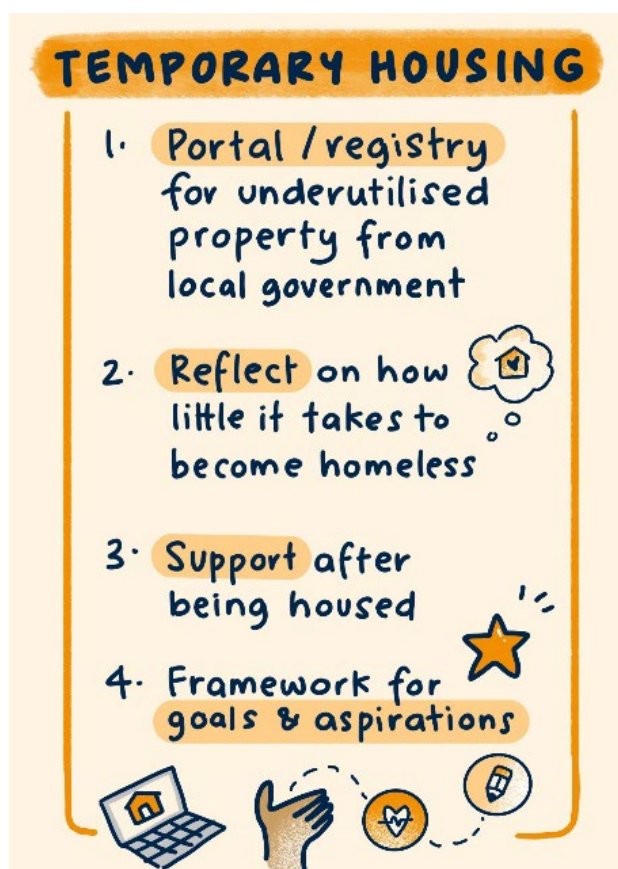 TEMPORARY HOUSING
1. Portal / registry
for underutilised
property from
local government
2. Reflect on how
little it takes to
become homeless
3. Support after
being housed
4. Framework for
goals & aspirations